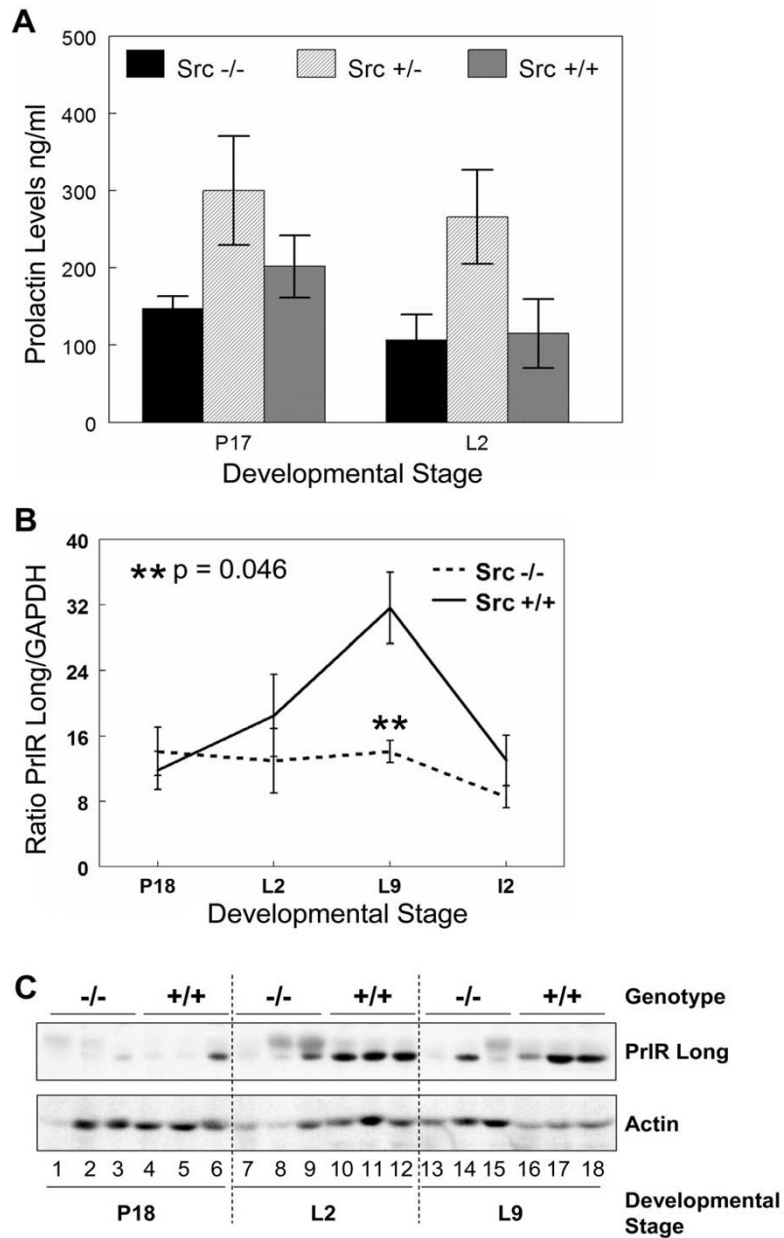 A
Prolactin Levels ng/ml
500
400
300
200
100
0
Src -/-
Src +/-
Src +/+
P17
L2
Developmental Stage
B
Ratio PrlR Long/GAPDH
40
32
24
16
8
0
** p = 0.046
Src -/-
Src +/+
**
P18
L2
L9
I2
Developmental Stage
C
-/- +/+ -/- +/+ -/- +/+ Genotype
PrlR Long
Actin
1 2 3 4 5 6 7 8 9 10 11 12 13 14 15 16 17 18
P18 L2 L9 Developmental
Stage